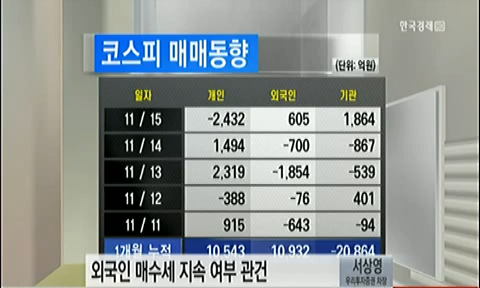 한국경제
코스피 매매동향
(단위: 억원)
일자 개인 외국인 기관
11 / 15 -2,432 605 1,864
11 / 14 1,494 -700 -867
11 / 13 2,319 -1,854 -539
11 / 12 -388 -76 401
11 / 11 915 -643 -94
1개월 누적 10,543 10,932 -20,864
외국인 매수세 지속 여부 관건
서상영
우리투자증권 차장